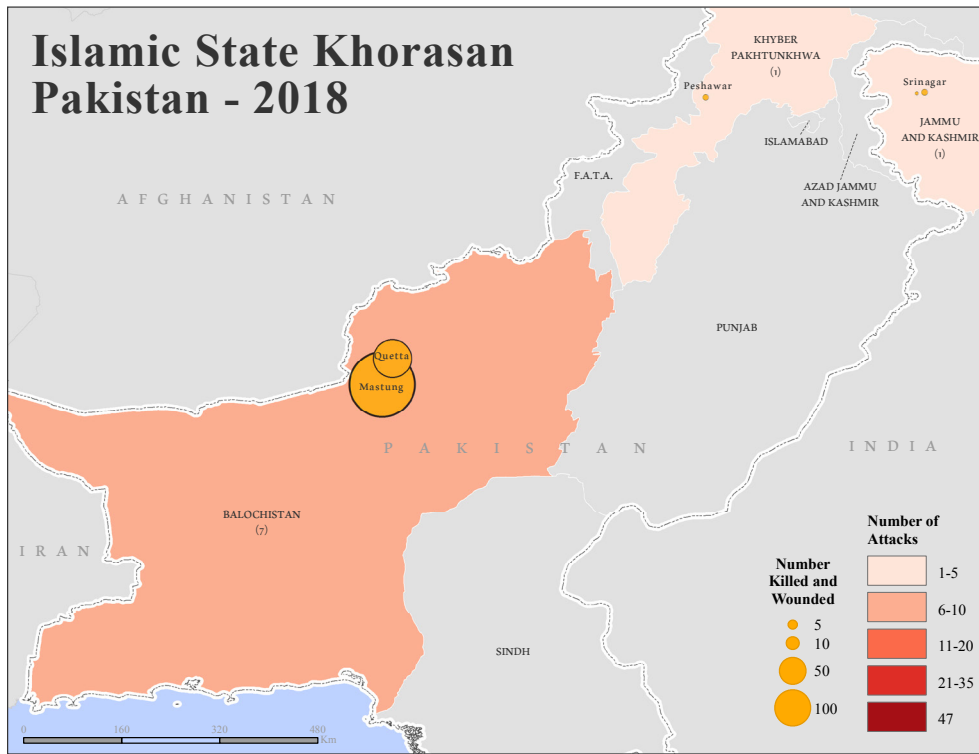 Islamic State Khorasan
Pakistan - 2018
KHYBER
PAKHTUNKHWA
(1)
Peshawar
Srinagar
JAMMU
AND KASHMIR
(1)
ISLAMABAD
F.A.T.A.
AZAD JAMMU
AND KASHMIR
AFGHANISTAN
PUNJAB
Quetta
Mastung
PAKISTAN
INDIA
BALOCHISTAN
(7)
IRAN
SINDH
Number
Killed and
Wounded
5
10
50
100
Number of
Attacks
1-5
6-10
11-20
21-35
47
0 160 320 480
Km